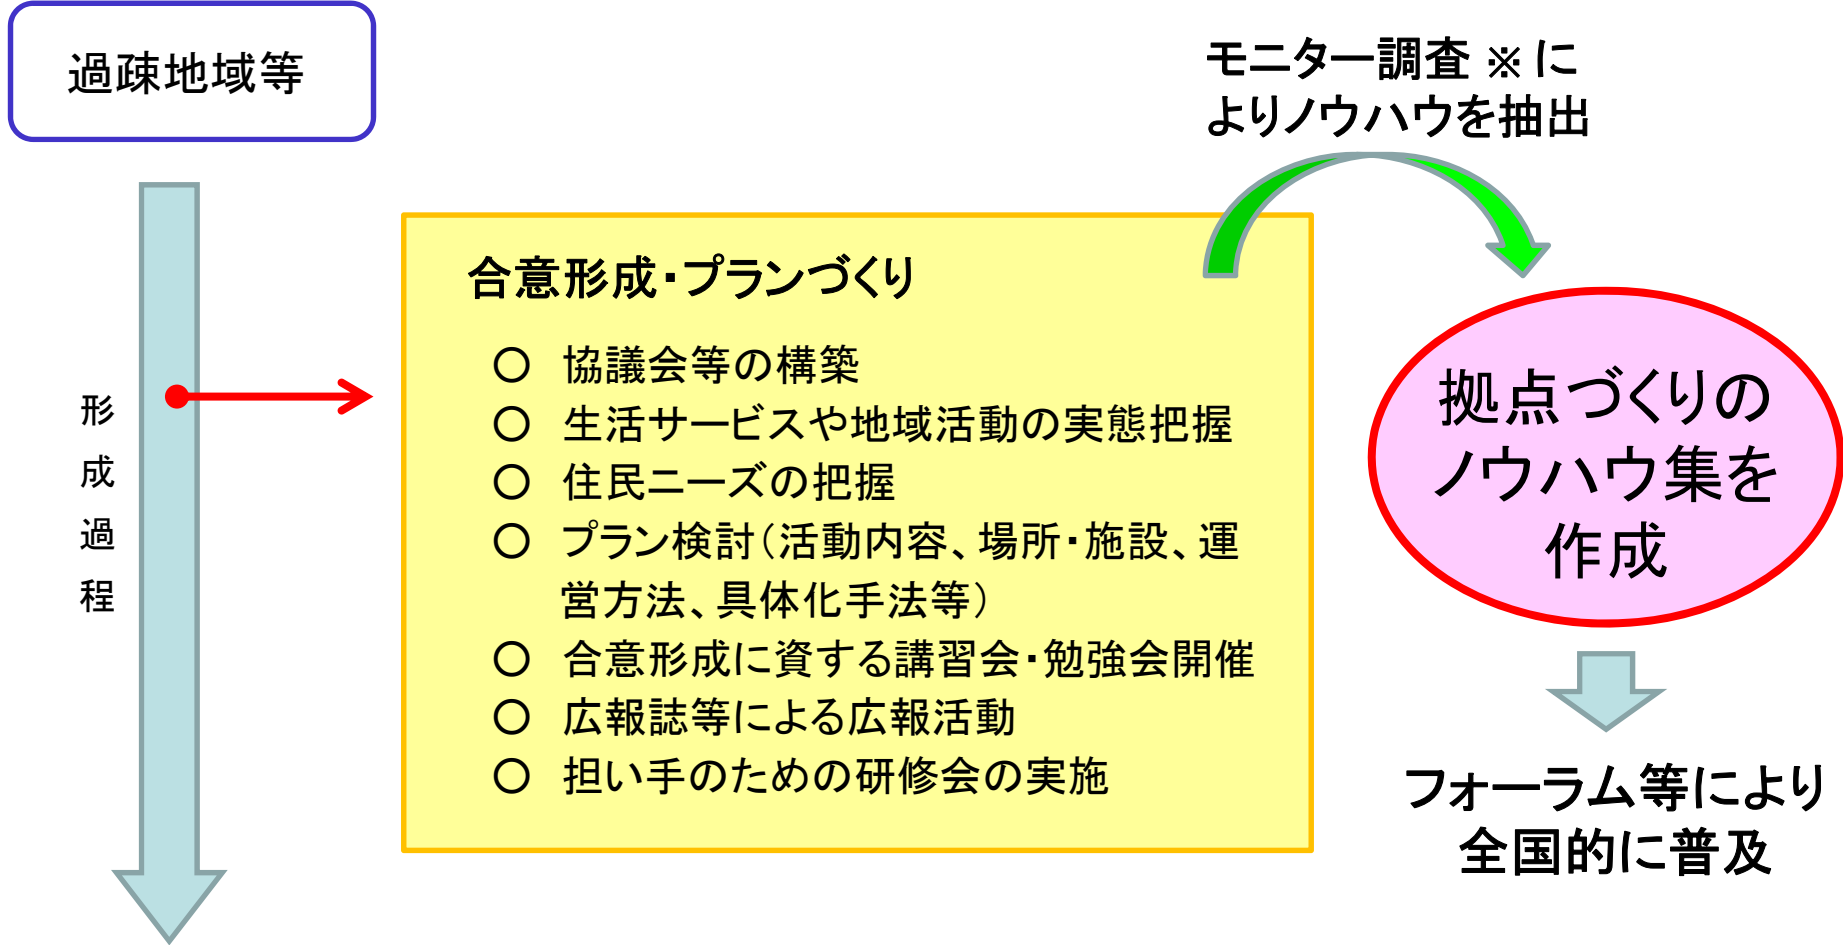 過疎地域等
形
成
過
程
合意形成・プランづくり
○ 協議会等の構築
○ 生活サービスや地域活動の実態把握
○ 住民ニーズの把握
○ プラン検討(活動内容、場所・施設、運
営方法、具体化手法等)
○ 合意形成に資する講習会・勉強会開催
○ 広報誌等による広報活動
○ 担い手のための研修会の実施
モニター調査※に
よりノウハウを抽出
拠点づくりの
ノウハウ集を
作成
フォーラム等により
全国的に普及